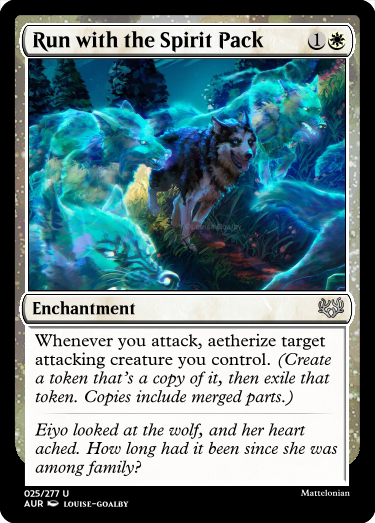 Run with the Spirit Pack 1
Enchantment
Whenever you attack, aetherize target
attacking creature you control. (Create
a token that's a copy of it, then exile that
token. Copies include merged parts.)
Eiyo looked at the wolf, and her heart
ached. How long had it been since she was
among family?
025/277 U
Mattelonian
AUR LOUISE-GOALBY